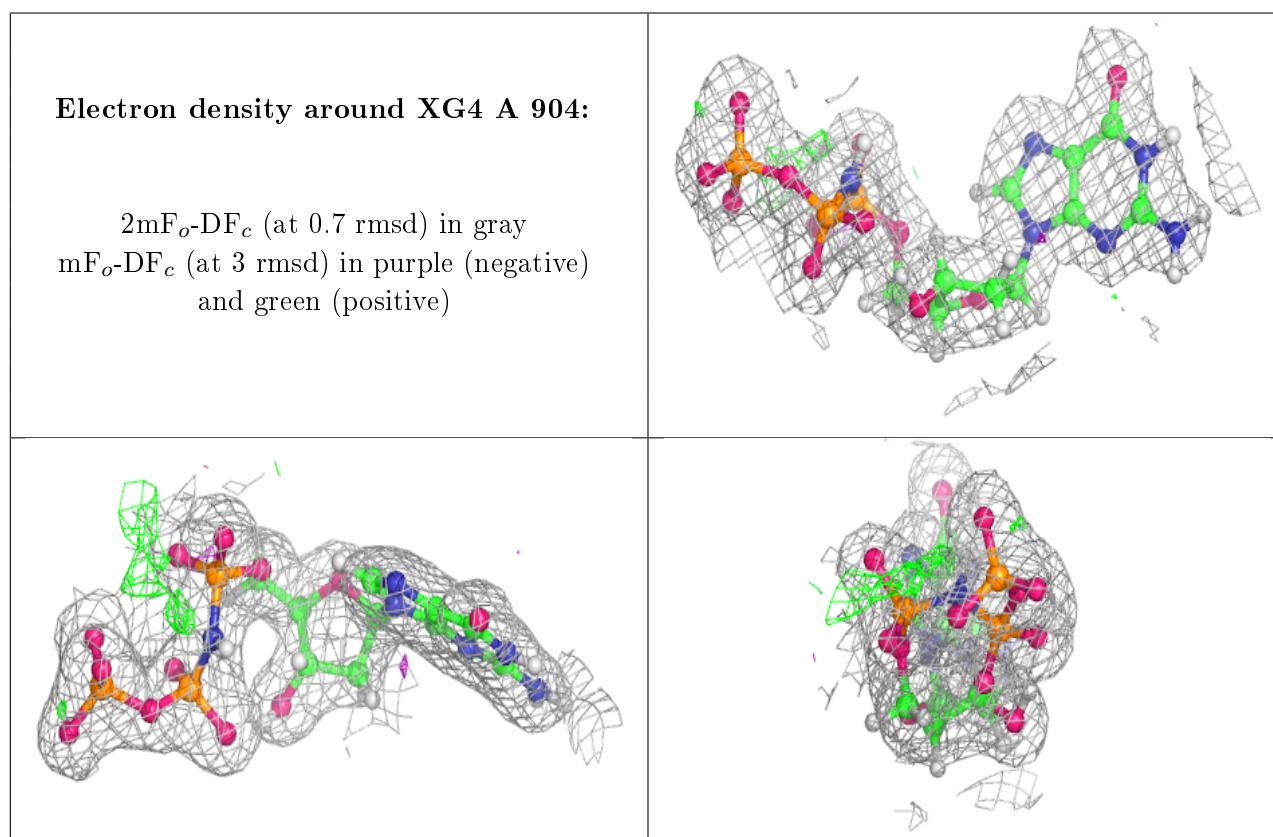 Electron density around XG4 A 904:
2mFo-DFc (at 0.7 rmsd) in gray
mFo-DFc (at 3 rmsd) in purple (negative)
and green (positive)